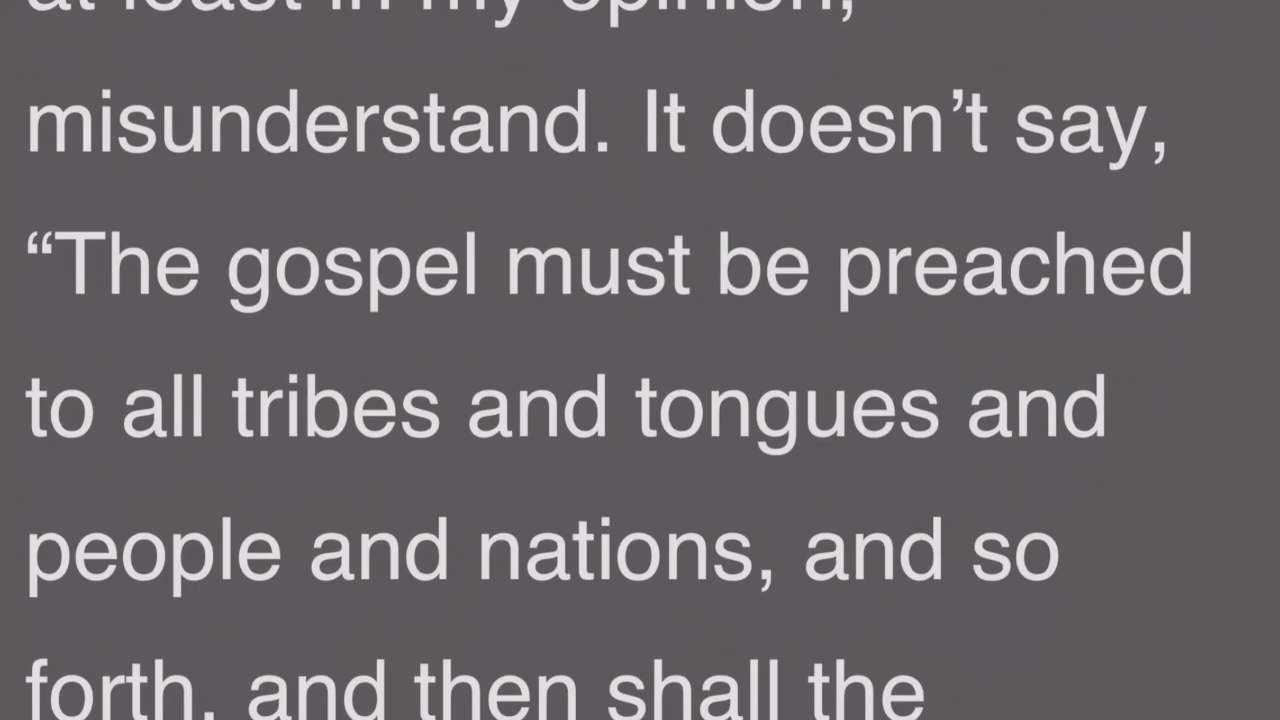 at least in my opinion,
misunderstand. It doesn’t say,
“The gospel must be preached
to all tribes and tongues and
people and nations, and so
forth, and then shall the